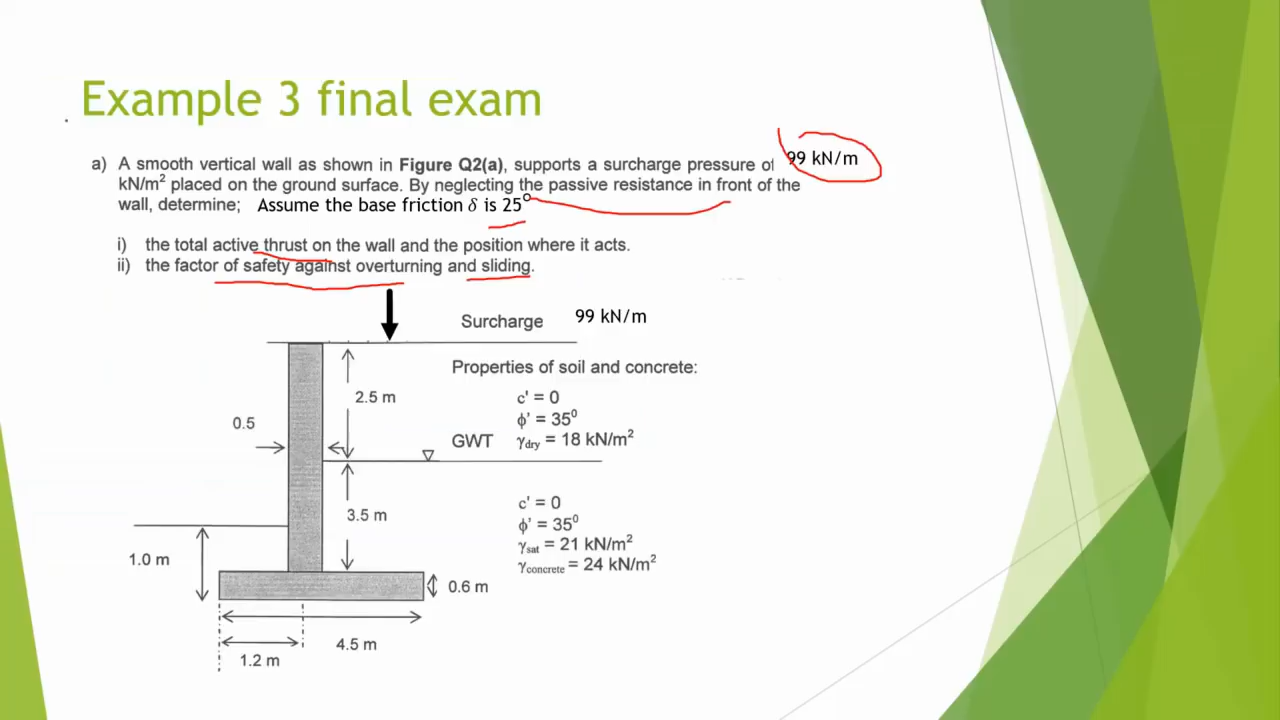 Example 3 final exam
a) A smooth vertical wall as shown in Figure Q2(a), supports a surcharge pressure of 99 kN/m
kN/m² placed on the ground surface. By neglecting the passive resistance in front of the
wall, determine; Assume the base friction δ is 25°
i) the total active thrust on the wall and the position where it acts.
ii) the factor of safety against overturning and sliding.
Surcharge 99 kN/m
Properties of soil and concrete:
2.5 m
c' = 0
ϕ' = 35⁰
0.5
GWT
γdry = 18 kN/m²
3.5 m
c' = 0
ϕ' = 35⁰
γsat = 21 kN/m²
1.0 m
γconcrete = 24 kN/m²
0.6 m
4.5 m
1.2 m